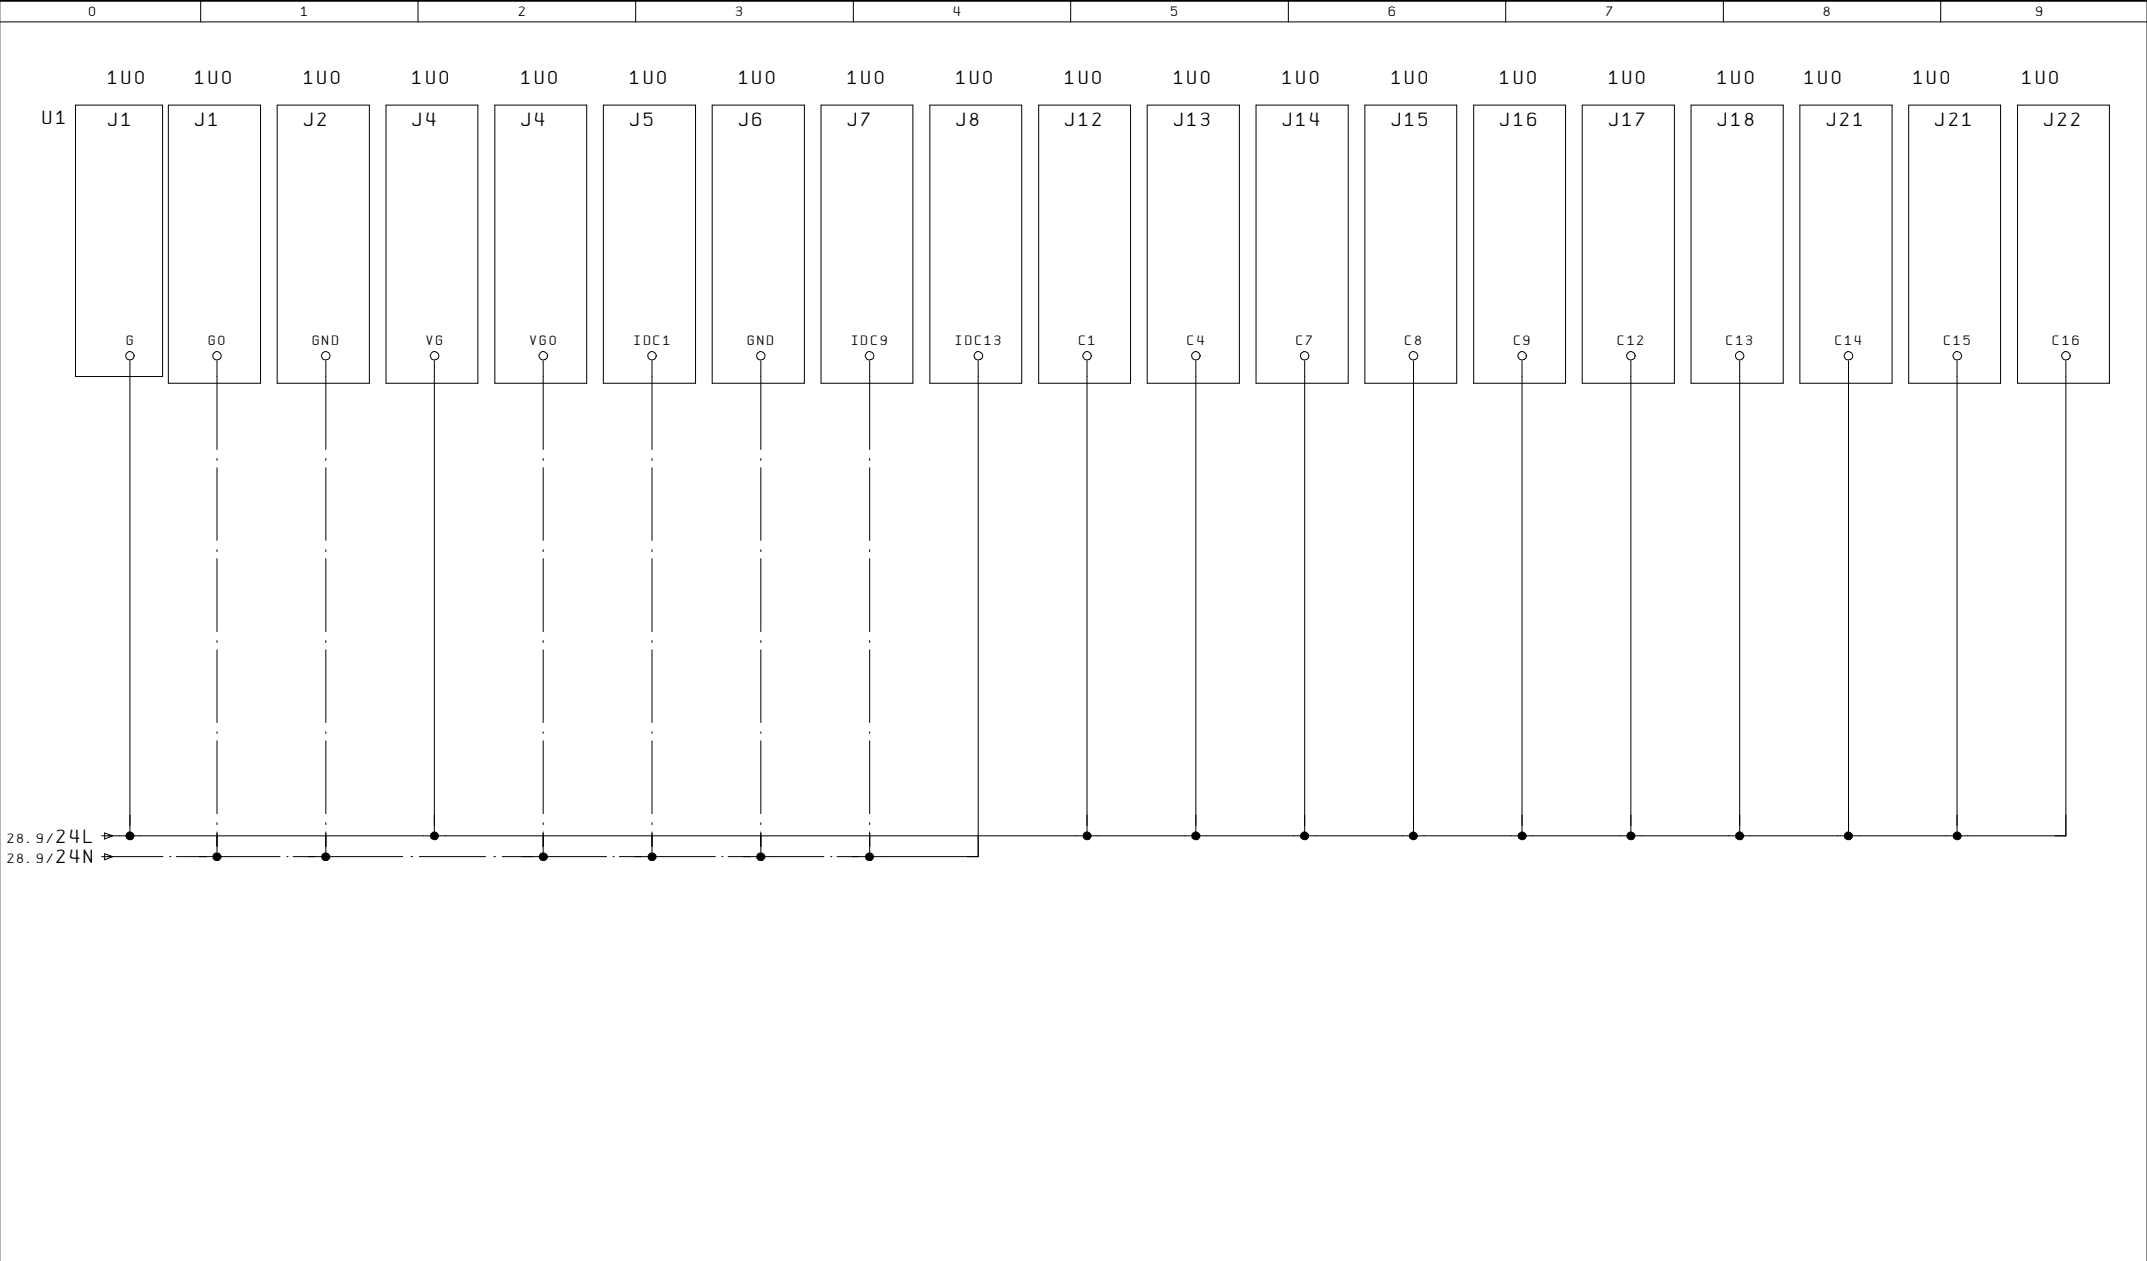 0 1 2 3 4 5 6 7 8 9
1U0 1U0 1U0 1U0 1U0 1U0 1U0 1U0 1U0 1U0 1U0 1U0 1U0 1U0 1U0 1U0 1U0 1U0 1U0
U1 J1 J1 J2 J4 J4 J5 J6 J7 J8 J12 J13 J14 J15 J16 J17 J18 J21 J21 J22
G G0 GND VG VG0 IDC1 GND IDC9 IDC13 C1 C4 C7 C8 C9 C12 C13 C14 C15 C16
28.9/24L
28.9/24N